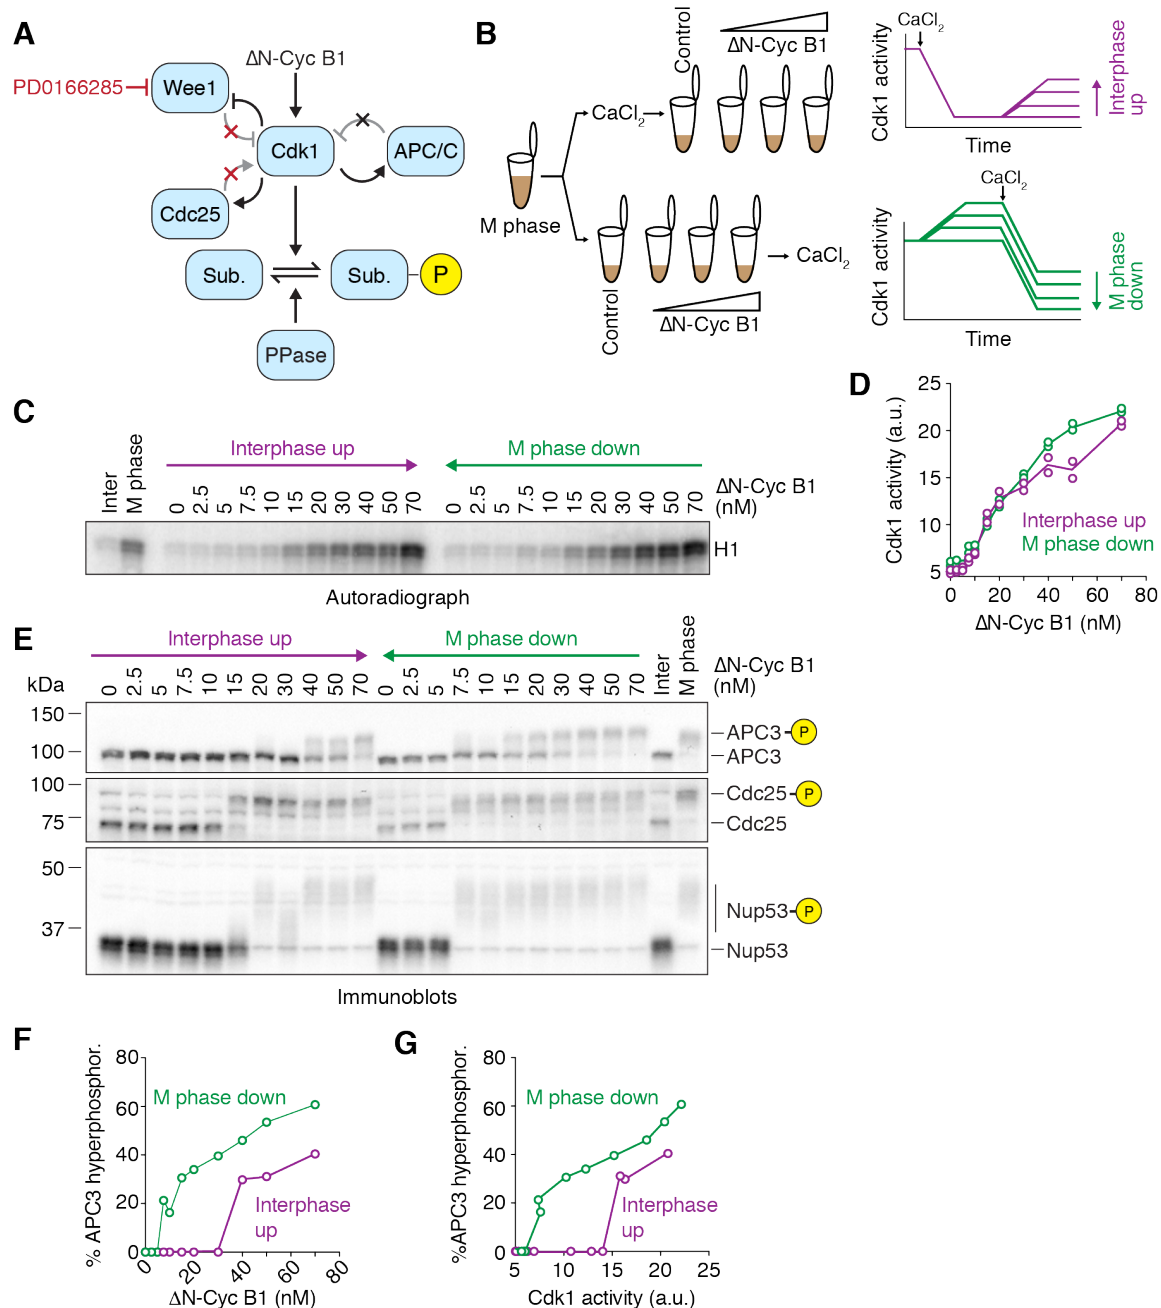 A
ΔN-Cyc B1
PD0166285
Wee1
Cdk1
APC/C
Cdc25
Sub.
Sub.
P
PPase
B
M phase
CaCl2
Control
ΔN-Cyc B1
Control
ΔN-Cyc B1
CaCl2
CaCl2
Cdk1 activity
Time
Interphase
up
CaCl2
Cdk1 activity
Time
M phase
down
C
Inter
M phase
Interphase up
M phase down
0 2.5 5 7.5 10 15 20 30 40 50 70
0 2.5 5 7.5 10 15 20 30 40 50 70
ΔN-Cyc B1
(nM)
H1
Autoradiograph
D
Cdk1 activity (a.u.)
25
20
15
10
5
Interphase up
M phase down
0 20 40 60 80
ΔN-Cyc B1 (nM)
E
Interphase up
M phase down
kDa
0 2.5 5 7.5 10 15 20 30 40 50 70
0 2.5 5 7.5 10 15 20 30 40 50 70
Inter
M phase
ΔN-Cyc B1
(nM)
150
100
APC3 P
APC3
100
75
Cdc25 P
Cdc25
50
37
Nup53 P
Nup53
Immunoblots
F
% APC3 hyperphosphor.
80
60
40
20
0
M phase down
Interphase
up
0 20 40 60 80
ΔN-Cyc B1 (nM)
G
%APC3 hyperphosphor.
80
60
40
20
0
M phase down
Interphase
up
5 10 15 20 25
Cdk1 activity (a.u.)